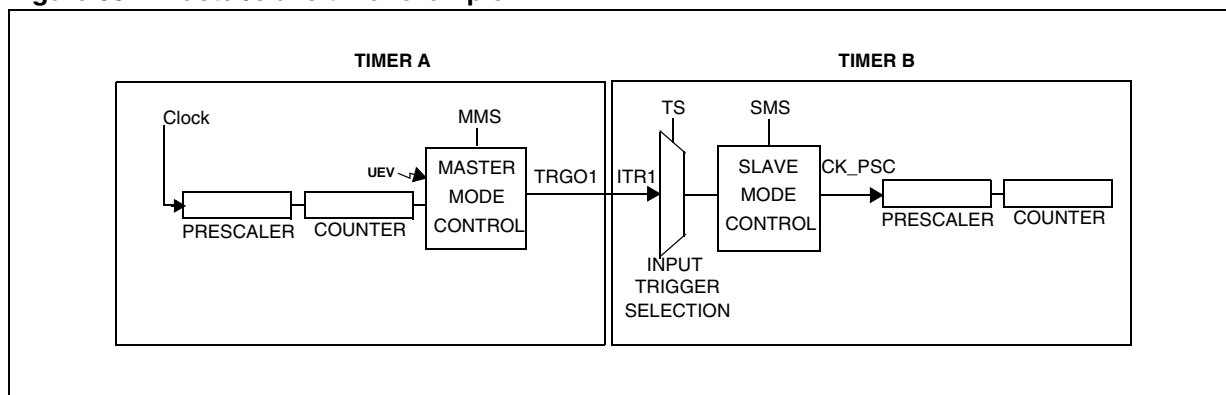 TIMER A
TIMER B
Clock
MMS
TS
SMS
UEV
MASTER
MODE
CONTROL
TRGO1
ITR1
SLAVE
MODE
CONTROL
CK_PSC
PRESCALER
COUNTER
PRESCALER
COUNTER
INPUT
TRIGGER
SELECTION